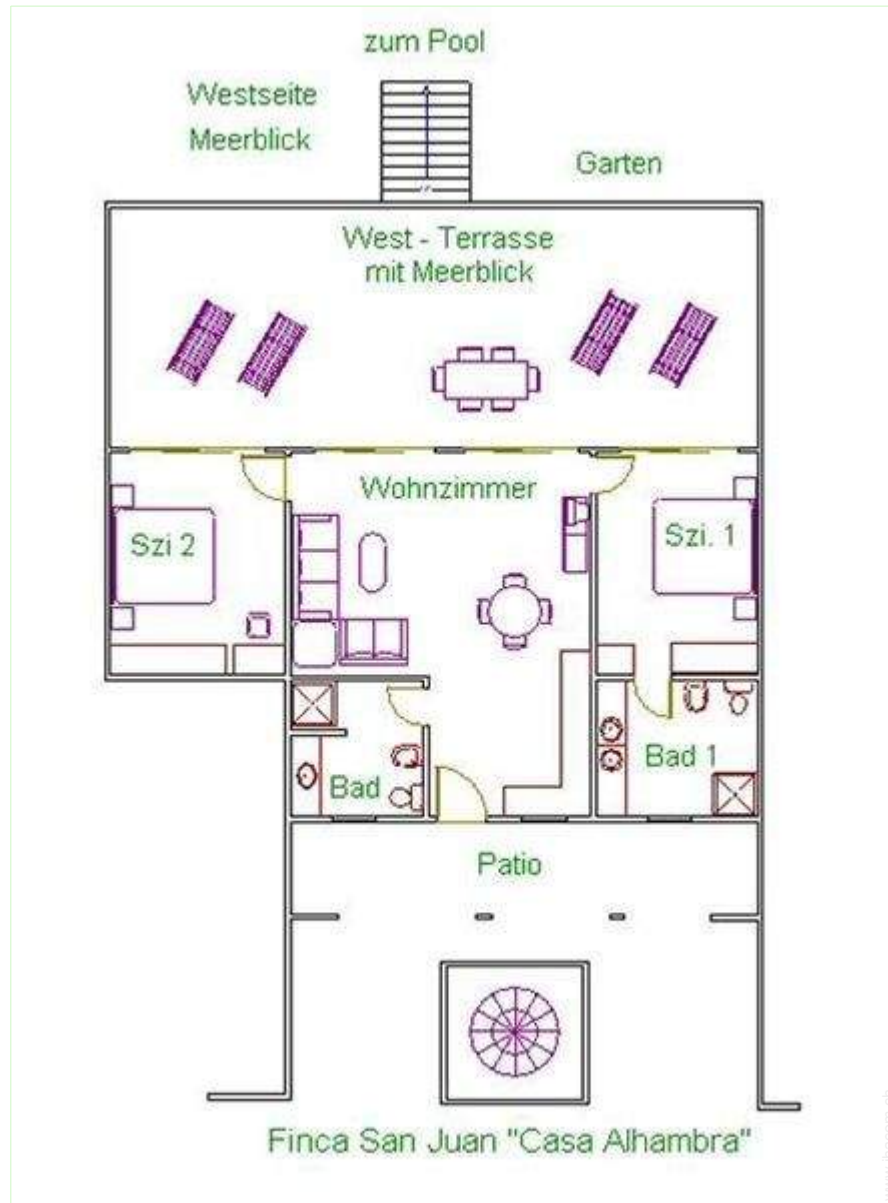 zum Pool
Westseite
Meerblick
Garten
West - Terrasse
mit Meerblick
Wohnzimmer
Szi 2
Szi. 1
Bad
Bad 1
Patio
Finca San Juan "Casa Alhambra"